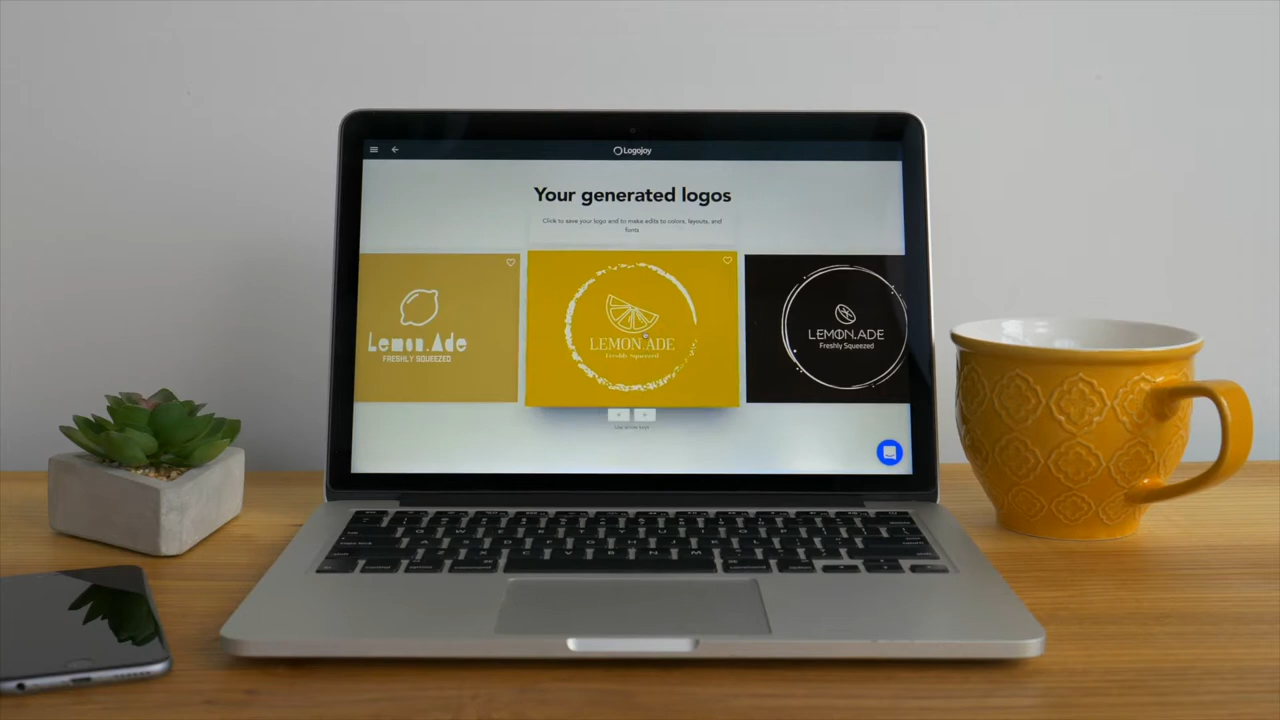 Logojoy
Your generated logos
Click to save your logo and to make edits to colors, layouts, and
fonts
Lemon.Ade
FRESHLY SQUEEZED
LEMON.ADE
Freshly Squeezed
LEMON.ADE
Freshly Squeezed
A S D F G H J K L
Z X C V B N M